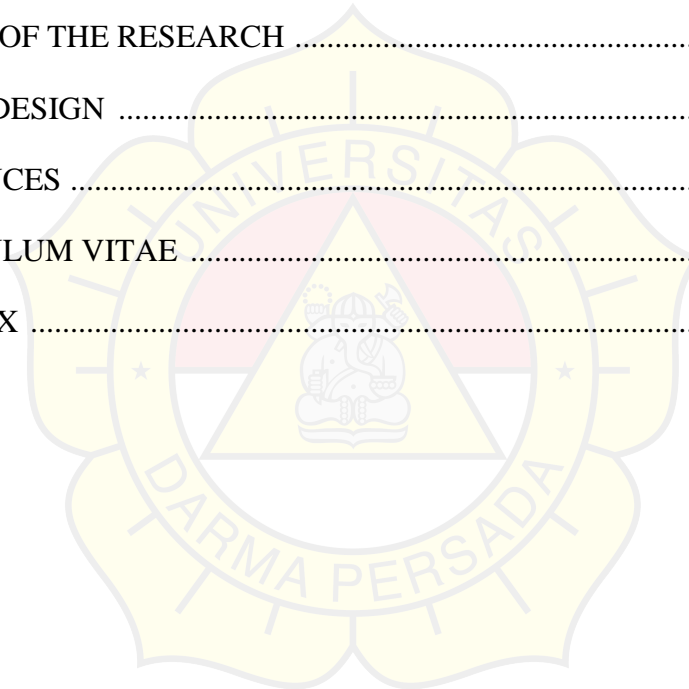 OF THE RESEARCH ................................................................
DESIGN ................................................................
NCES ................................................................
LUM VITAE ................................................................
X ................................................................
UNIVERSITAS
DARMA PERSADA